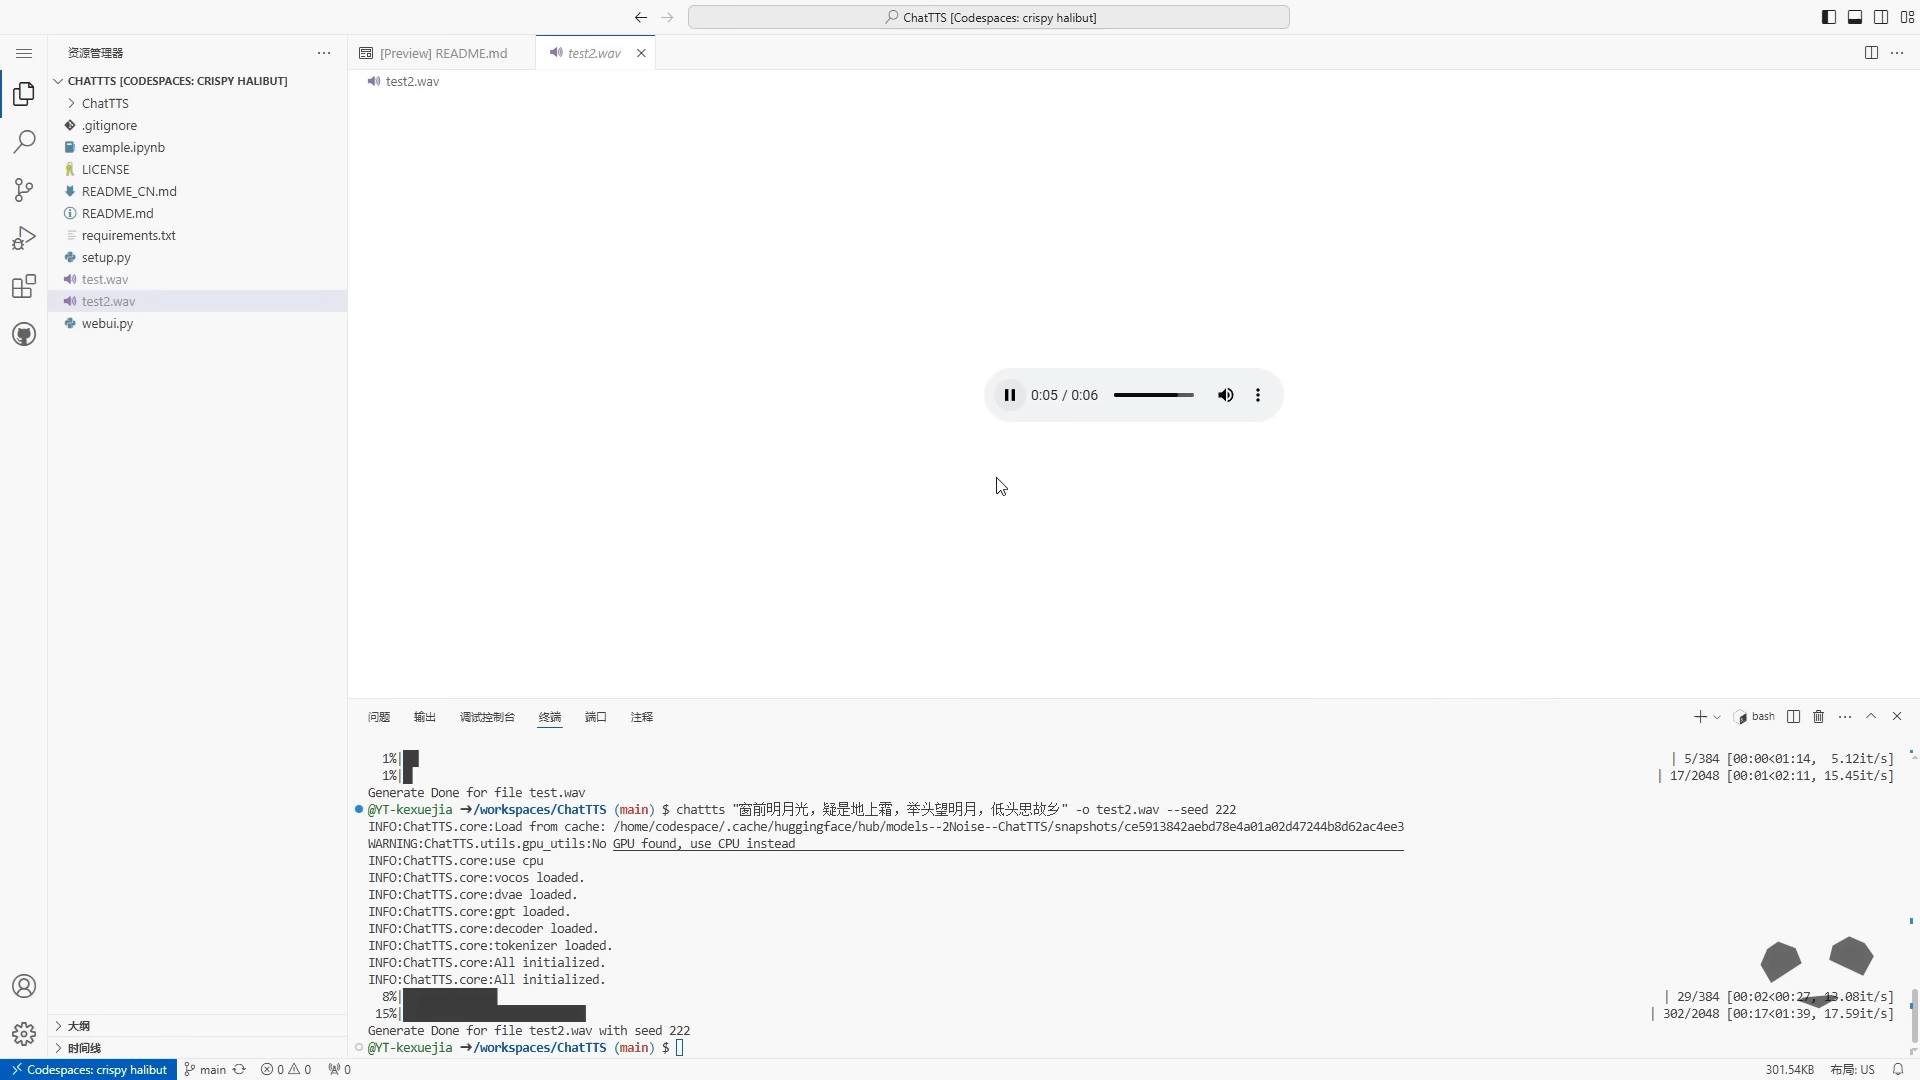 ChatTTS [Codespaces: crispy halibut]
资源管理器
[Preview] README.md
test2.wav
CHATTTS [CODESPACES: CRISPY HALIBUT]
test2.wav
ChatTTS
.gitignore
example.ipynb
LICENSE
README_CN.md
README.md
requirements.txt
setup.py
test.wav
test2.wav
webui.py
0:05 / 0:06
问题 输出 调试控制台 终端 端口 注释
bash
1%| | 5/384 [00:00<01:14, 5.12it/s]
1%| | 17/2048 [00:01<02:11, 15.45it/s]
Generate Done for file test.wav
@YT-kexuejia ➜/workspaces/ChatTTS (main) $ chattts "窗前明月光，疑是地上霜，举头望明月，低头思故乡" -o test2.wav --seed 222
INFO:ChatTTS.core:Load from cache: /home/codespace/.cache/huggingface/hub/models--2Noise--ChatTTS/snapshots/ce5913842aebd78e4a01a02d47244b8d62ac4ee3
WARNING:ChatTTS.utils.gpu_utils:No GPU found, use CPU instead
INFO:ChatTTS.core:use cpu
INFO:ChatTTS.core:vocos loaded.
INFO:ChatTTS.core:dvae loaded.
INFO:ChatTTS.core:gpt loaded.
INFO:ChatTTS.core:decoder loaded.
INFO:ChatTTS.core:tokenizer loaded.
INFO:ChatTTS.core:All initialized.
INFO:ChatTTS.core:All initialized.
8%| | 29/384 [00:02<00:27, 13.08it/s]
15%| | 302/2048 [00:17<01:39, 17.59it/s]
Generate Done for file test2.wav with seed 222
@YT-kexuejia ➜/workspaces/ChatTTS (main) $
大纲
时间线
Codespaces: crispy halibut
main
0 0
0
301.54KB
布局: US